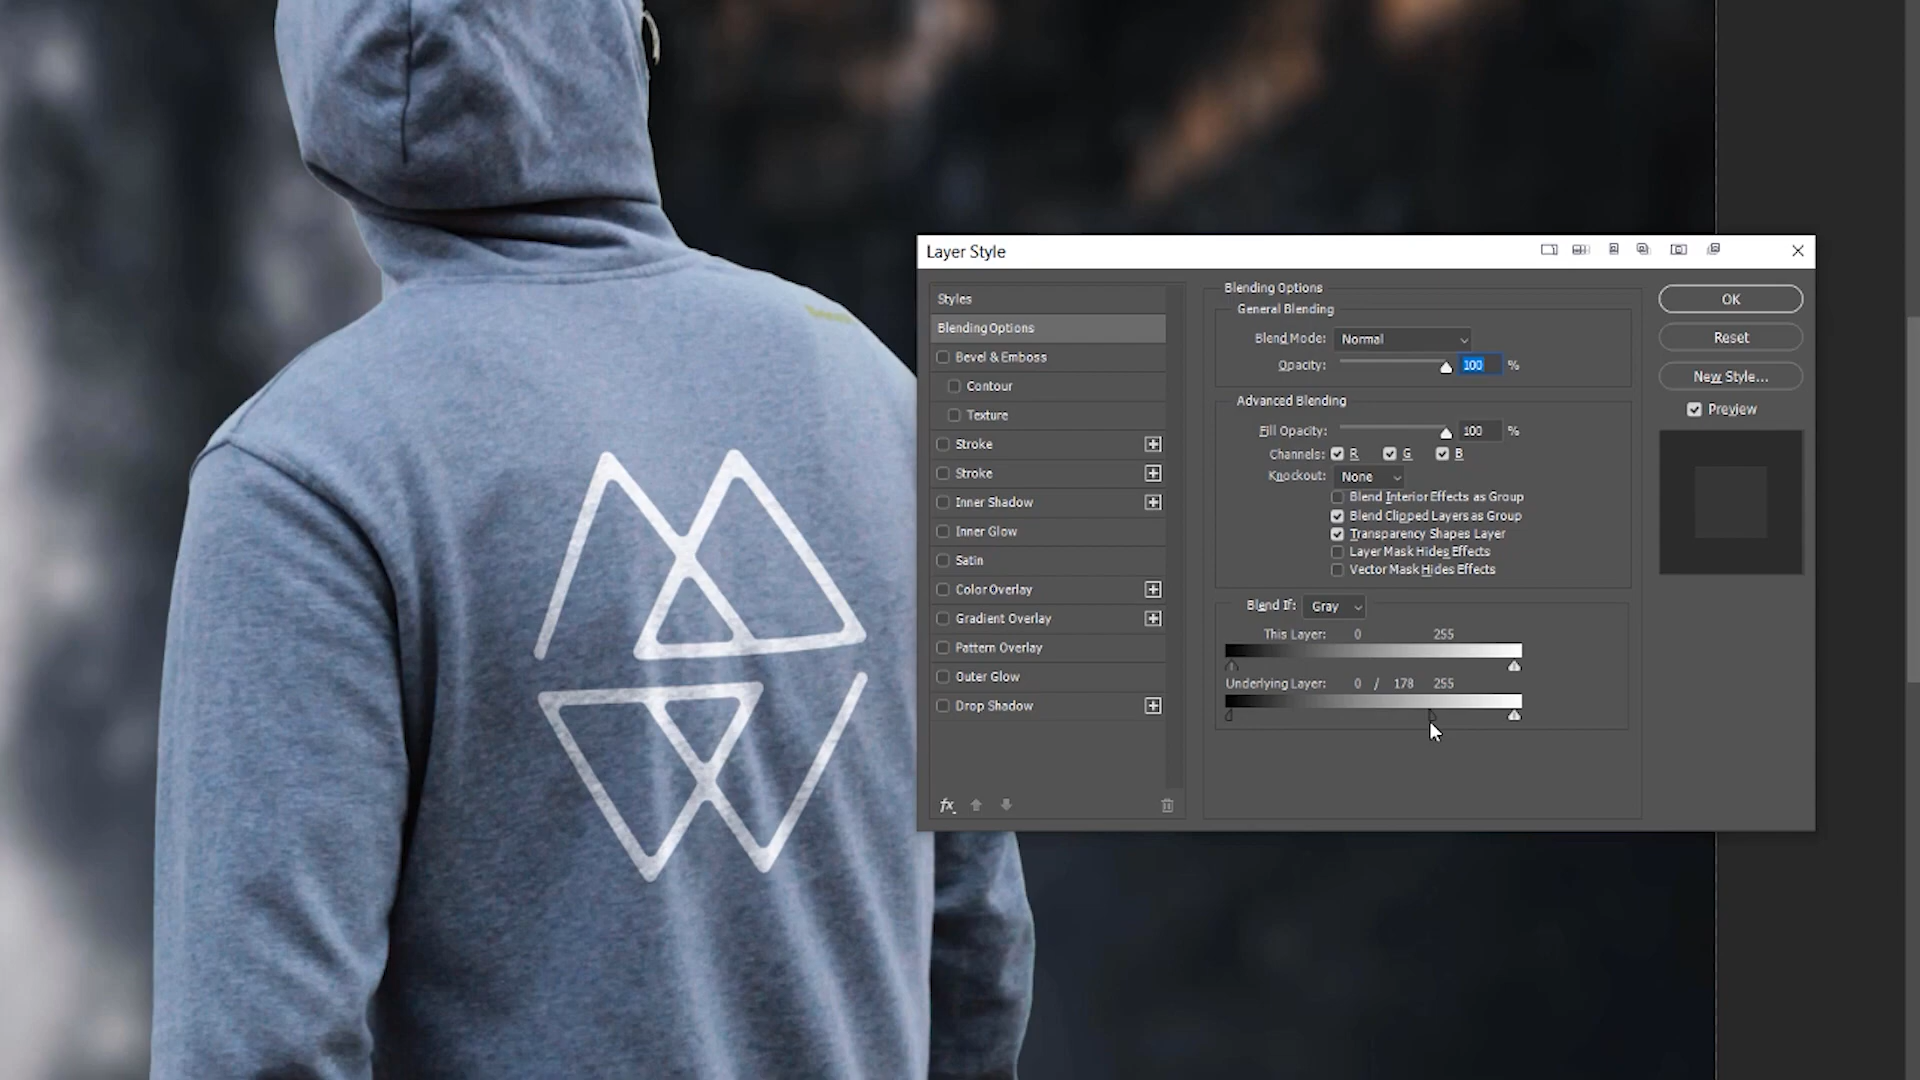 Layer Style
Styles
Blending Options
Bevel & Emboss
Contour
Texture
Stroke
Stroke
Inner Shadow
Inner Glow
Satin
Color Overlay
Gradient Overlay
Pattern Overlay
Outer Glow
Drop Shadow
fx
Blending Options
General Blending
Blend Mode: Normal
Opacity: 100 %
Advanced Blending
Fill Opacity: 100 %
Channels: R G B
Knockout: None
Blend Interior Effects as Group
Blend Clipped Layers as Group
Transparency Shapes Layer
Layer Mask Hides Effects
Vector Mask Hides Effects
Blend If: Gray
This Layer: 0 255
Underlying Layer: 0 / 178 255
OK
Reset
New Style...
Preview